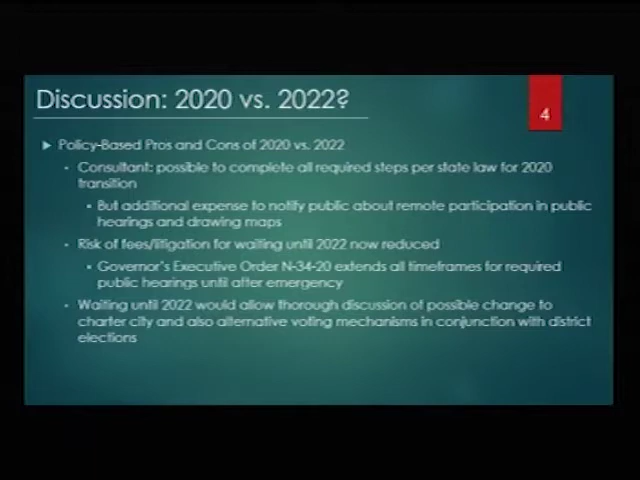 Discussion: 2020 vs. 2022?
4
Policy-Based Pros and Cons of 2020 vs. 2022
Consultant: possible to complete all required steps per state law for 2020
transition
But additional expense to notify public about remote participation in public
hearings and drawing maps
Risk of fees/litigation for waiting until 2022 now reduced
Governor's Executive Order N-34-20 extends all timeframes for required
public hearings until after emergency
Waiting until 2022 would allow thorough discussion of possible change to
charter city and also alternative voting mechanisms in conjunction with district
elections